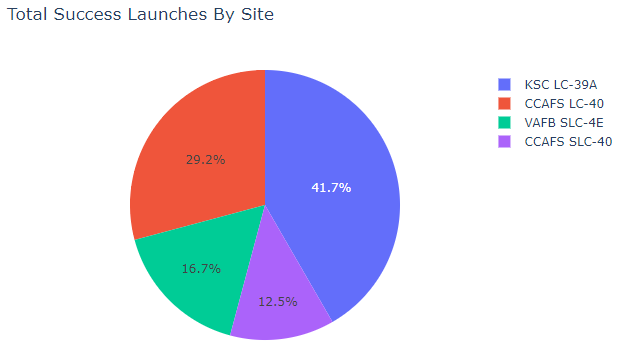 Total Success Launches By Site
KSC LC-39A
CCAFS LC-40
VAFB SLC-4E
CCAFS SLC-40
29.2%
41.7%
16.7%
12.5%